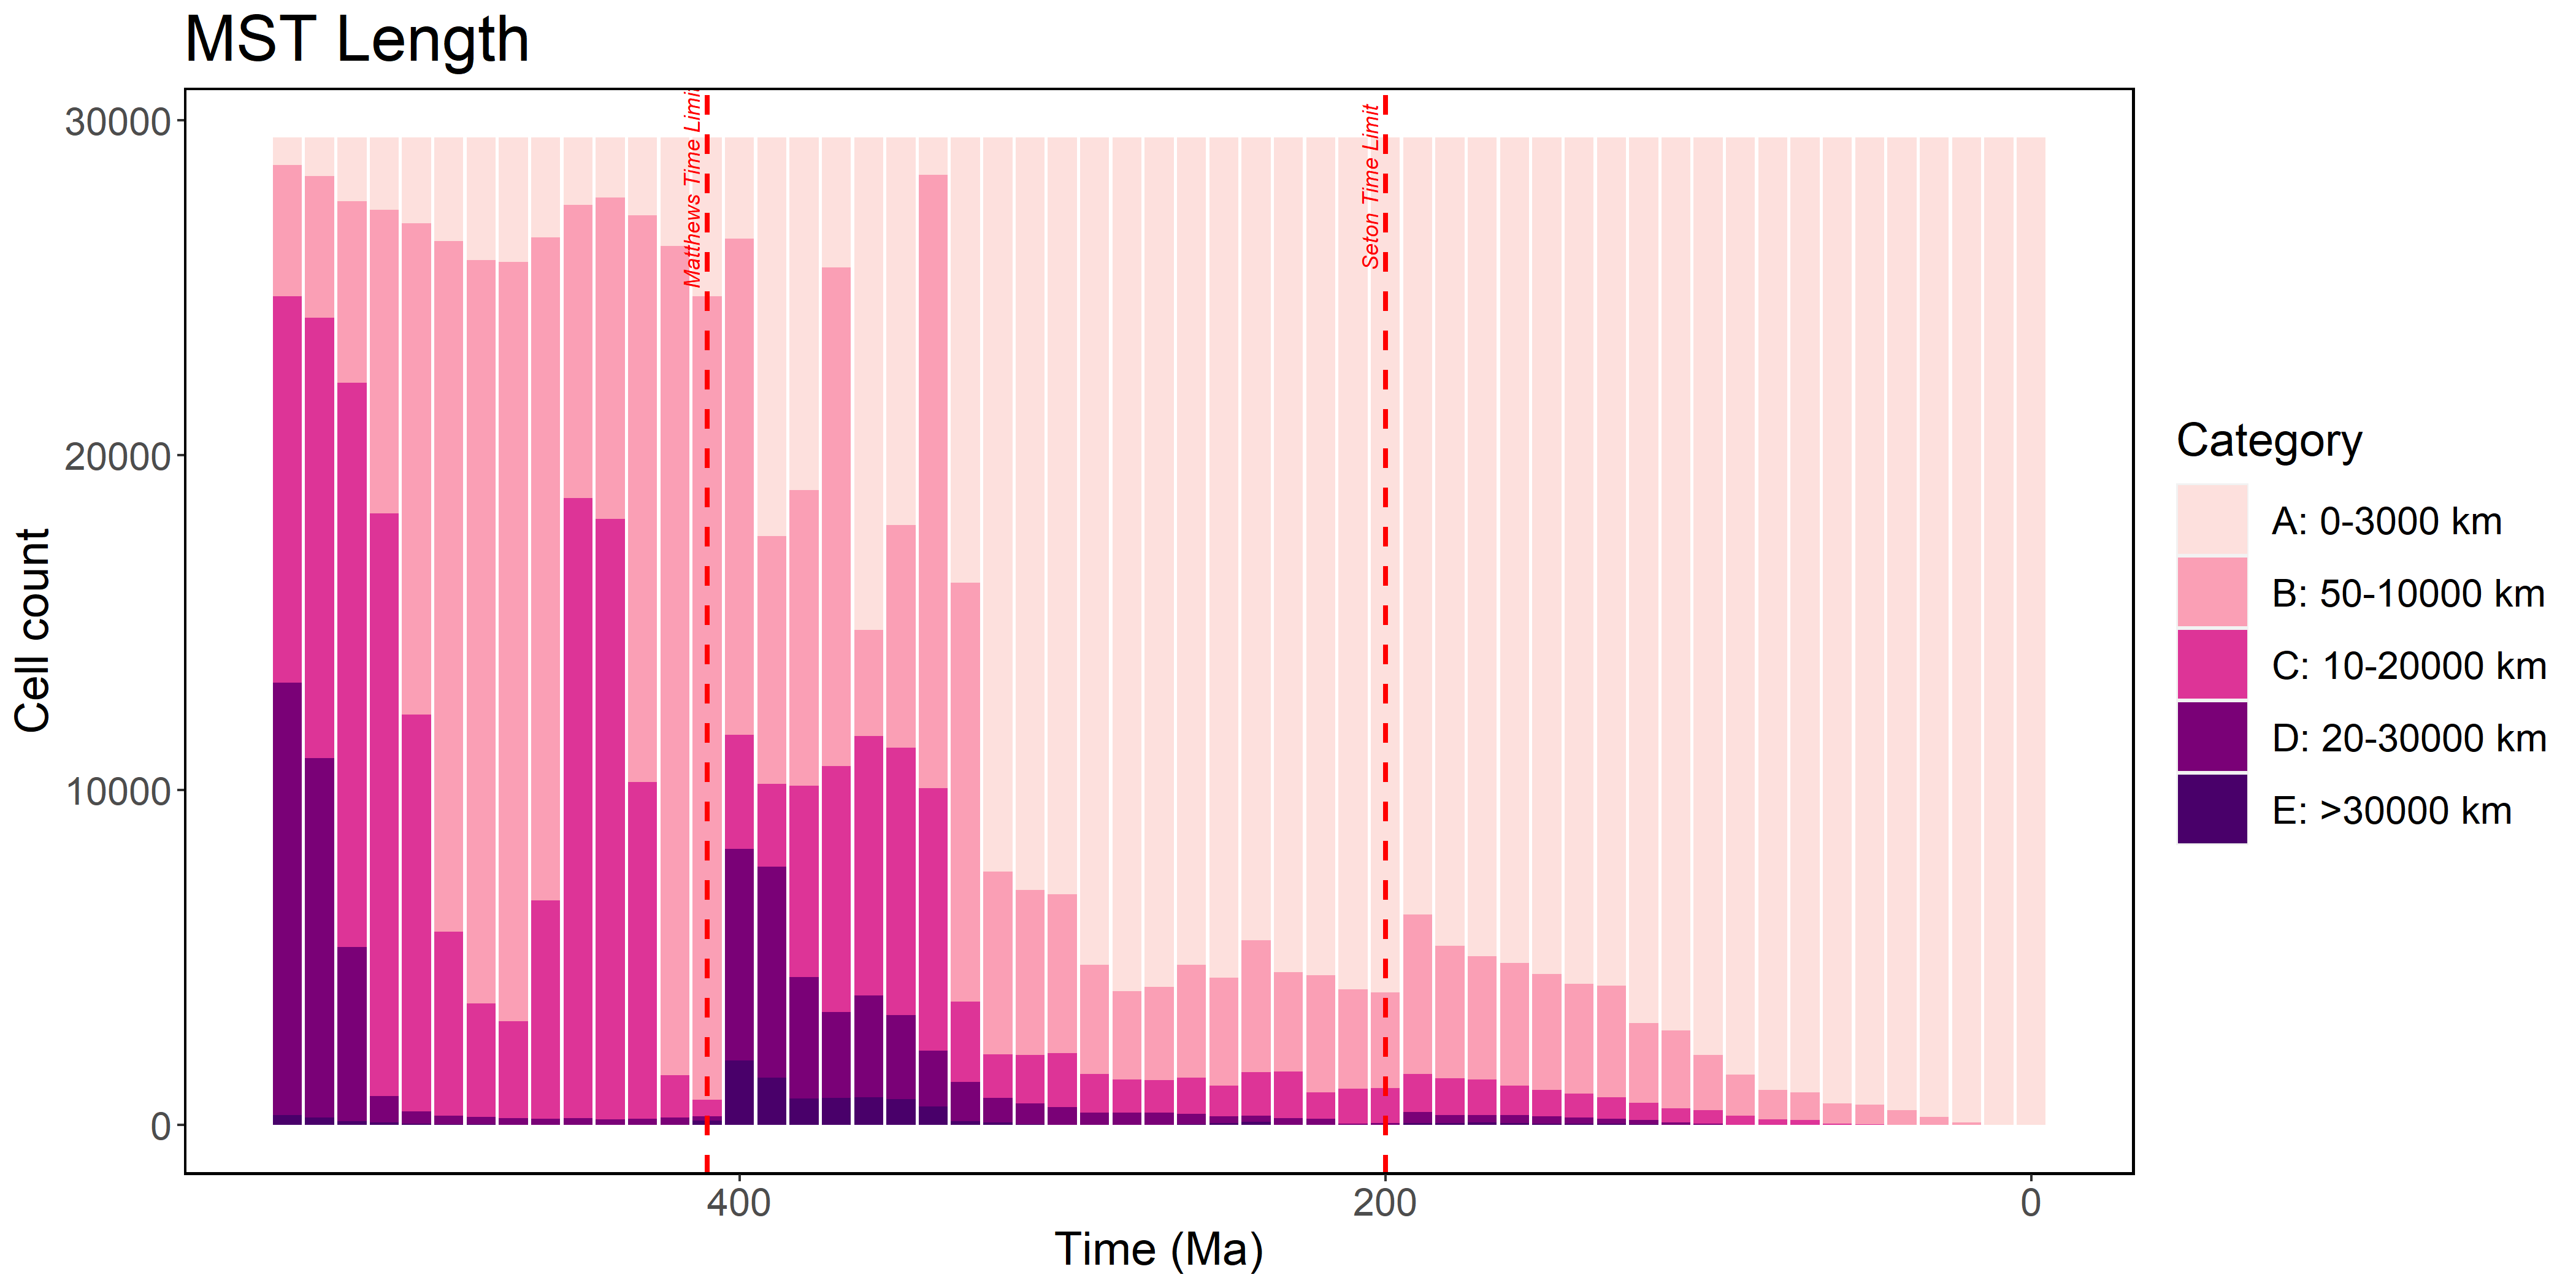 MST Length
30000
20000
10000
0
Cell count
Matthews Time Limit
Seton Time Limit
400
200
0
Time (Ma)
Category
A: 0-3000 km
B: 50-10000 km
C: 10-20000 km
D: 20-30000 km
E: >30000 km